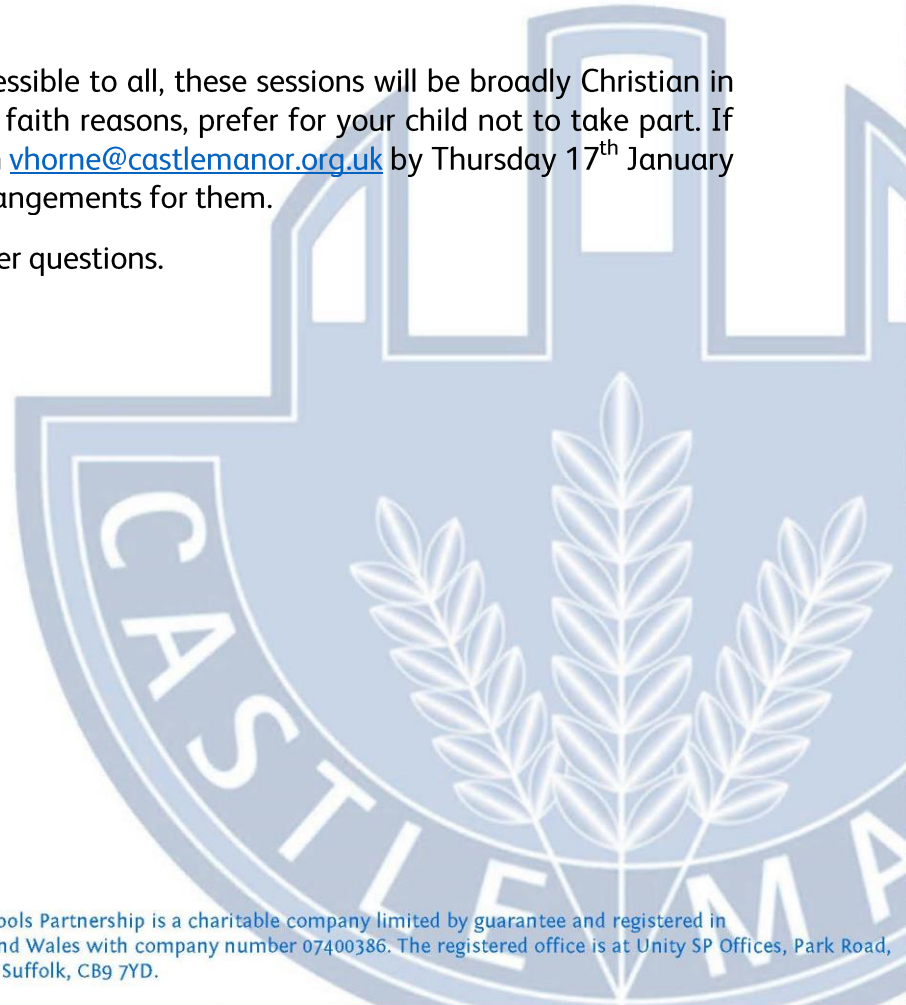 essible to all, these sessions will be broadly Christian in
faith reasons, prefer for your child not to take part. If
vhorne@castlemanor.org.uk by Thursday 17th January
angements for them.
er questions.
CASTLE MA
ools Partnership is a charitable company limited by guarantee and registered in
nd Wales with company number 07400386. The registered office is at Unity SP Offices, Park Road,
Suffolk, CB9 7YD.